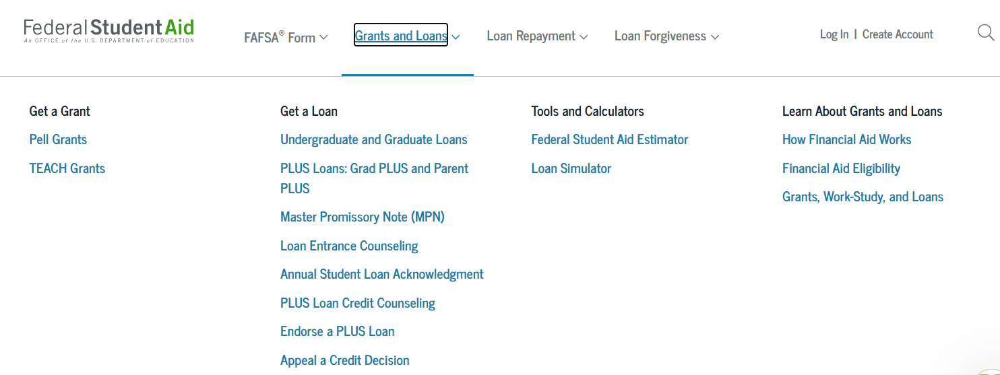 Federal Student Aid
An OFFICE of the U.S. DEPARTMENT of EDUCATION
FAFSA® Form
Grants and Loans
Loan Repayment
Loan Forgiveness
Log In | Create Account
Get a Grant
Pell Grants
TEACH Grants
Get a Loan
Undergraduate and Graduate Loans
PLUS Loans: Grad PLUS and Parent
PLUS
Master Promissory Note (MPN)
Loan Entrance Counseling
Annual Student Loan Acknowledgment
PLUS Loan Credit Counseling
Endorse a PLUS Loan
Appeal a Credit Decision
Tools and Calculators
Federal Student Aid Estimator
Loan Simulator
Learn About Grants and Loans
How Financial Aid Works
Financial Aid Eligibility
Grants, Work-Study, and Loans